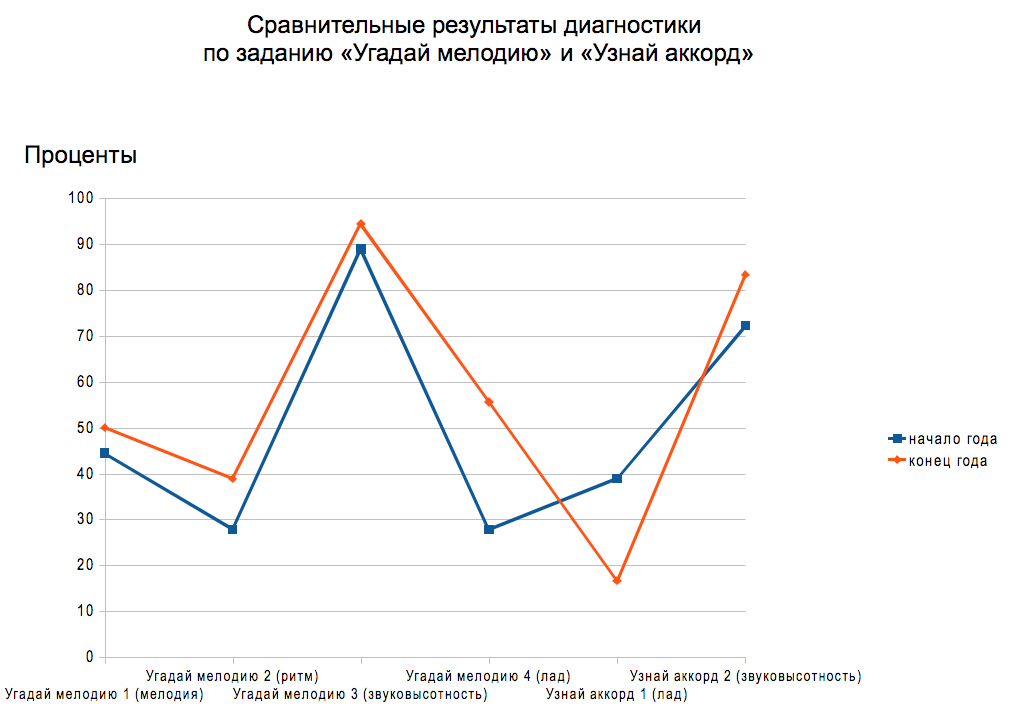 Сравнительные результаты диагностики
по заданию «Угадай мелодию» и «Узнай аккорд»
Проценты
100
90
80
70
60
50
40
30
20
10
0
начало года
конец года
Угадай мелодию 2 (ритм) Угадай мелодию 4 (лад) Узнай аккорд 2 (звуковысотность)
Угадай мелодию 1 (мелодия) Угадай мелодию 3 (звуковысотность) Узнай аккорд 1 (лад)